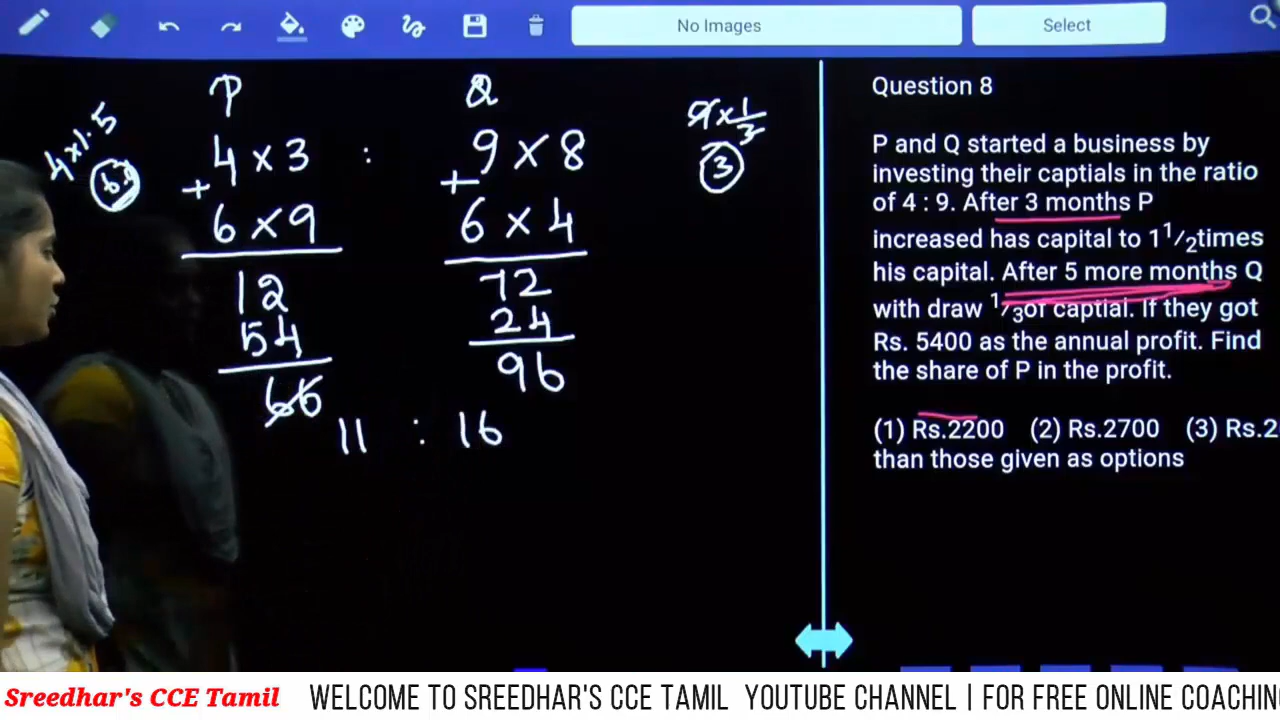 No Images
Select
P Q
4 × 1.5
4 × 3 : 9 × 8
9 × 1/3
3
+
+
6 × 9
6 × 4
12
72
54
24
66
96
11 : 16
Question 8
P and Q started a business by
investing their captials in the ratio
of 4 : 9. After 3 months P
increased has capital to 1 1/2times
his capital. After 5 more months Q
with draw 1/3of captial. If they got
Rs. 5400 as the annual profit. Find
the share of P in the profit.
(1) Rs.2200 (2) Rs.2700 (3) Rs.2
than those given as options
Sreedhar's CCE Tamil WELCOME TO SREEDHAR'S CCE TAMIL YOUTUBE CHANNEL | FOR FREE ONLINE COACHIN